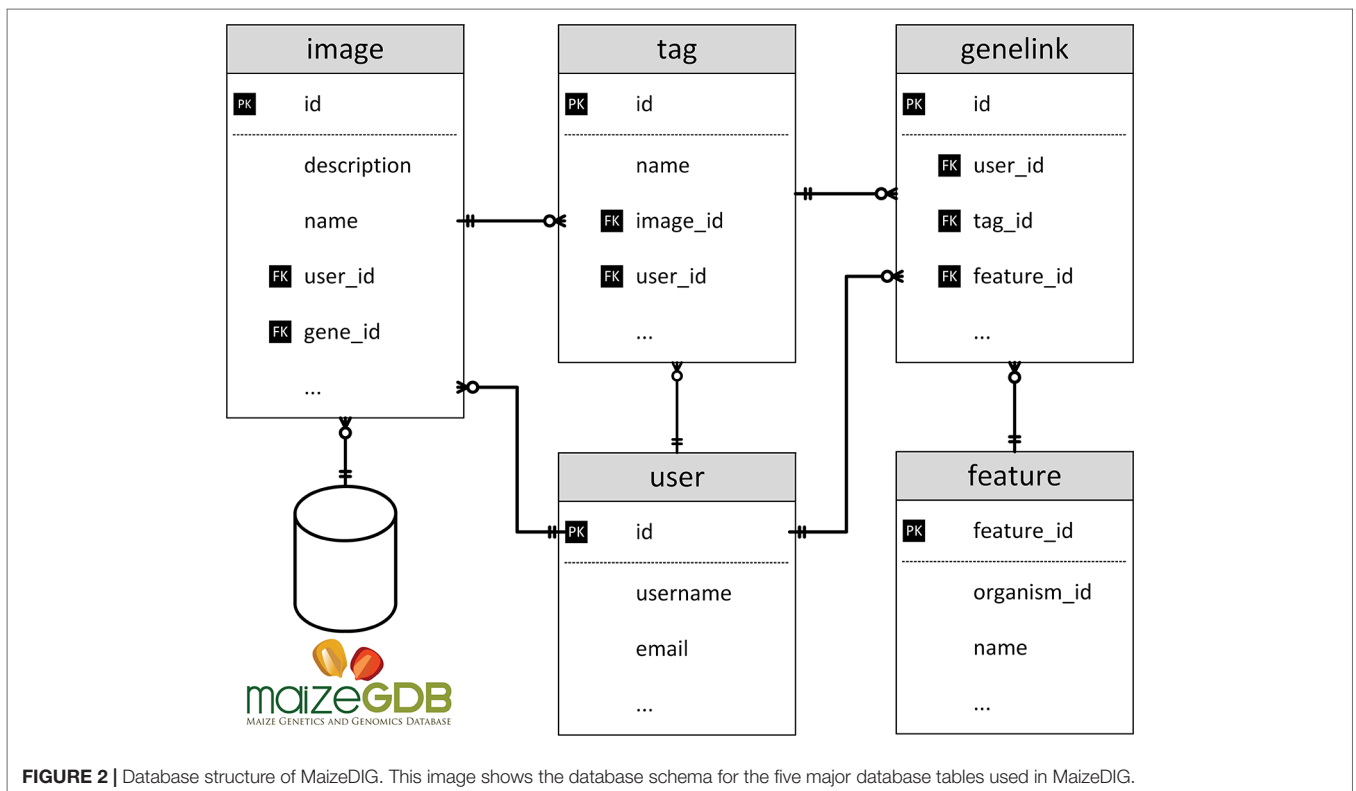 image
PK id
description
name
FK user_id
FK gene_id
...
tag
PK id
name
FK image_id
FK user_id
...
genelink
PK id
FK user_id
FK tag_id
FK feature_id
...
user
PK id
username
email
...
feature
PK feature_id
organism_id
name
...
maizeGDB
MAIZE GENETICS AND GENOMICS DATABASE
FIGURE 2 | Database structure of MaizeDIG. This image shows the database schema for the five major database tables used in MaizeDIG.